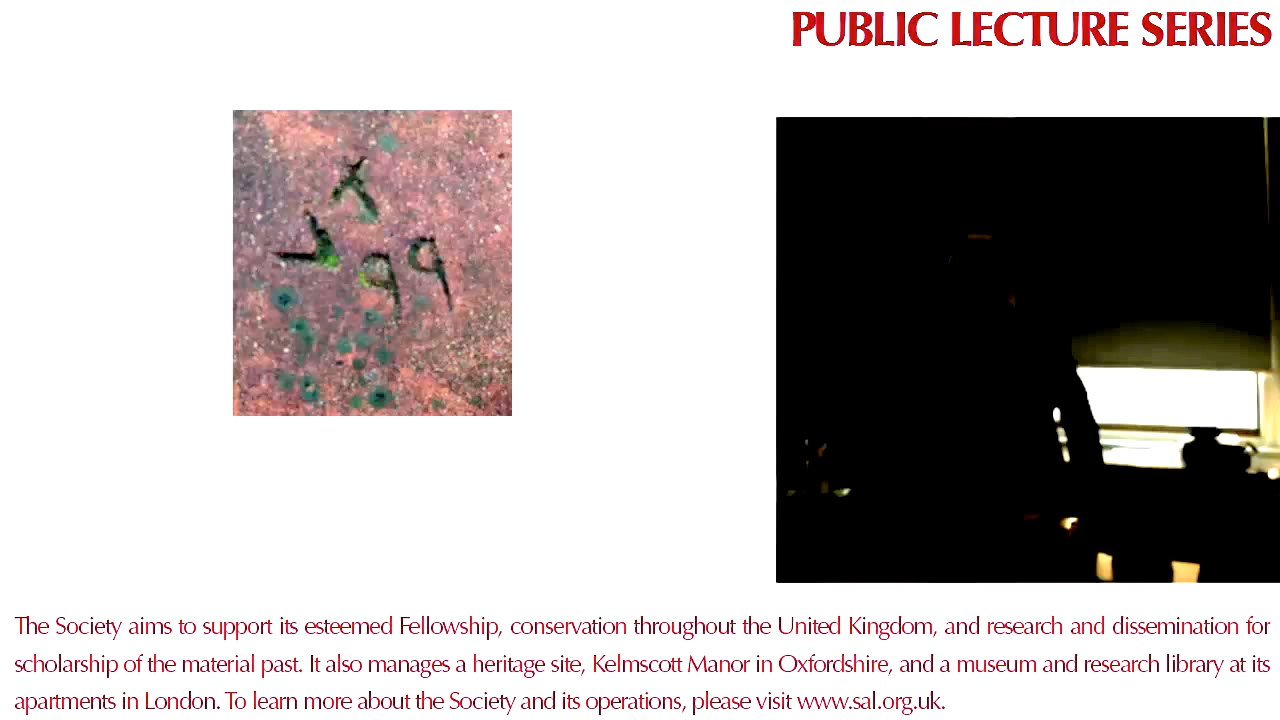 PUBLIC LECTURE SERIES
The Society aims to support its esteemed Fellowship, conservation throughout the United Kingdom, and research and dissemination for
scholarship of the material past. It also manages a heritage site, Kelmscott Manor in Oxfordshire, and a museum and research library at its
apartments in London. To learn more about the Society and its operations, please visit www.sal.org.uk.